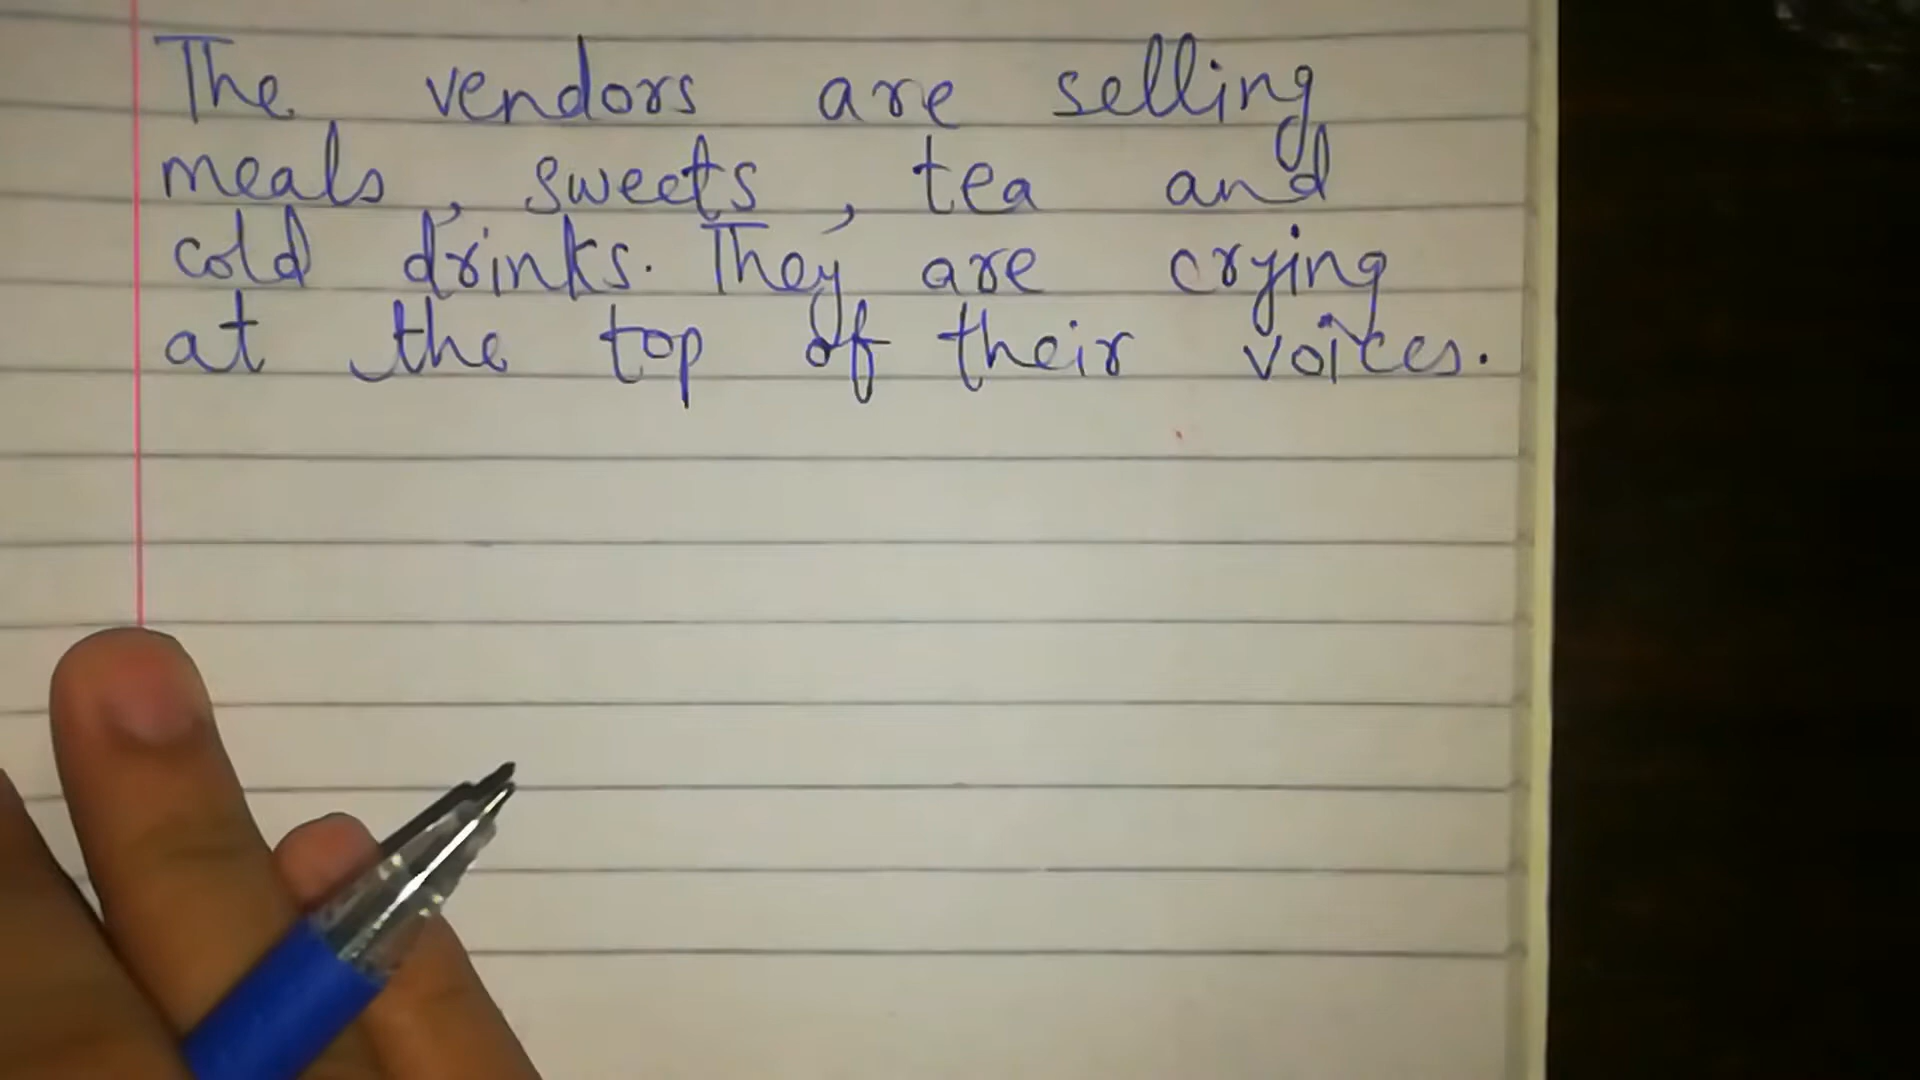 The vendors are selling
meals, sweets, tea and
cold drinks. They are crying
at the top of their voices.